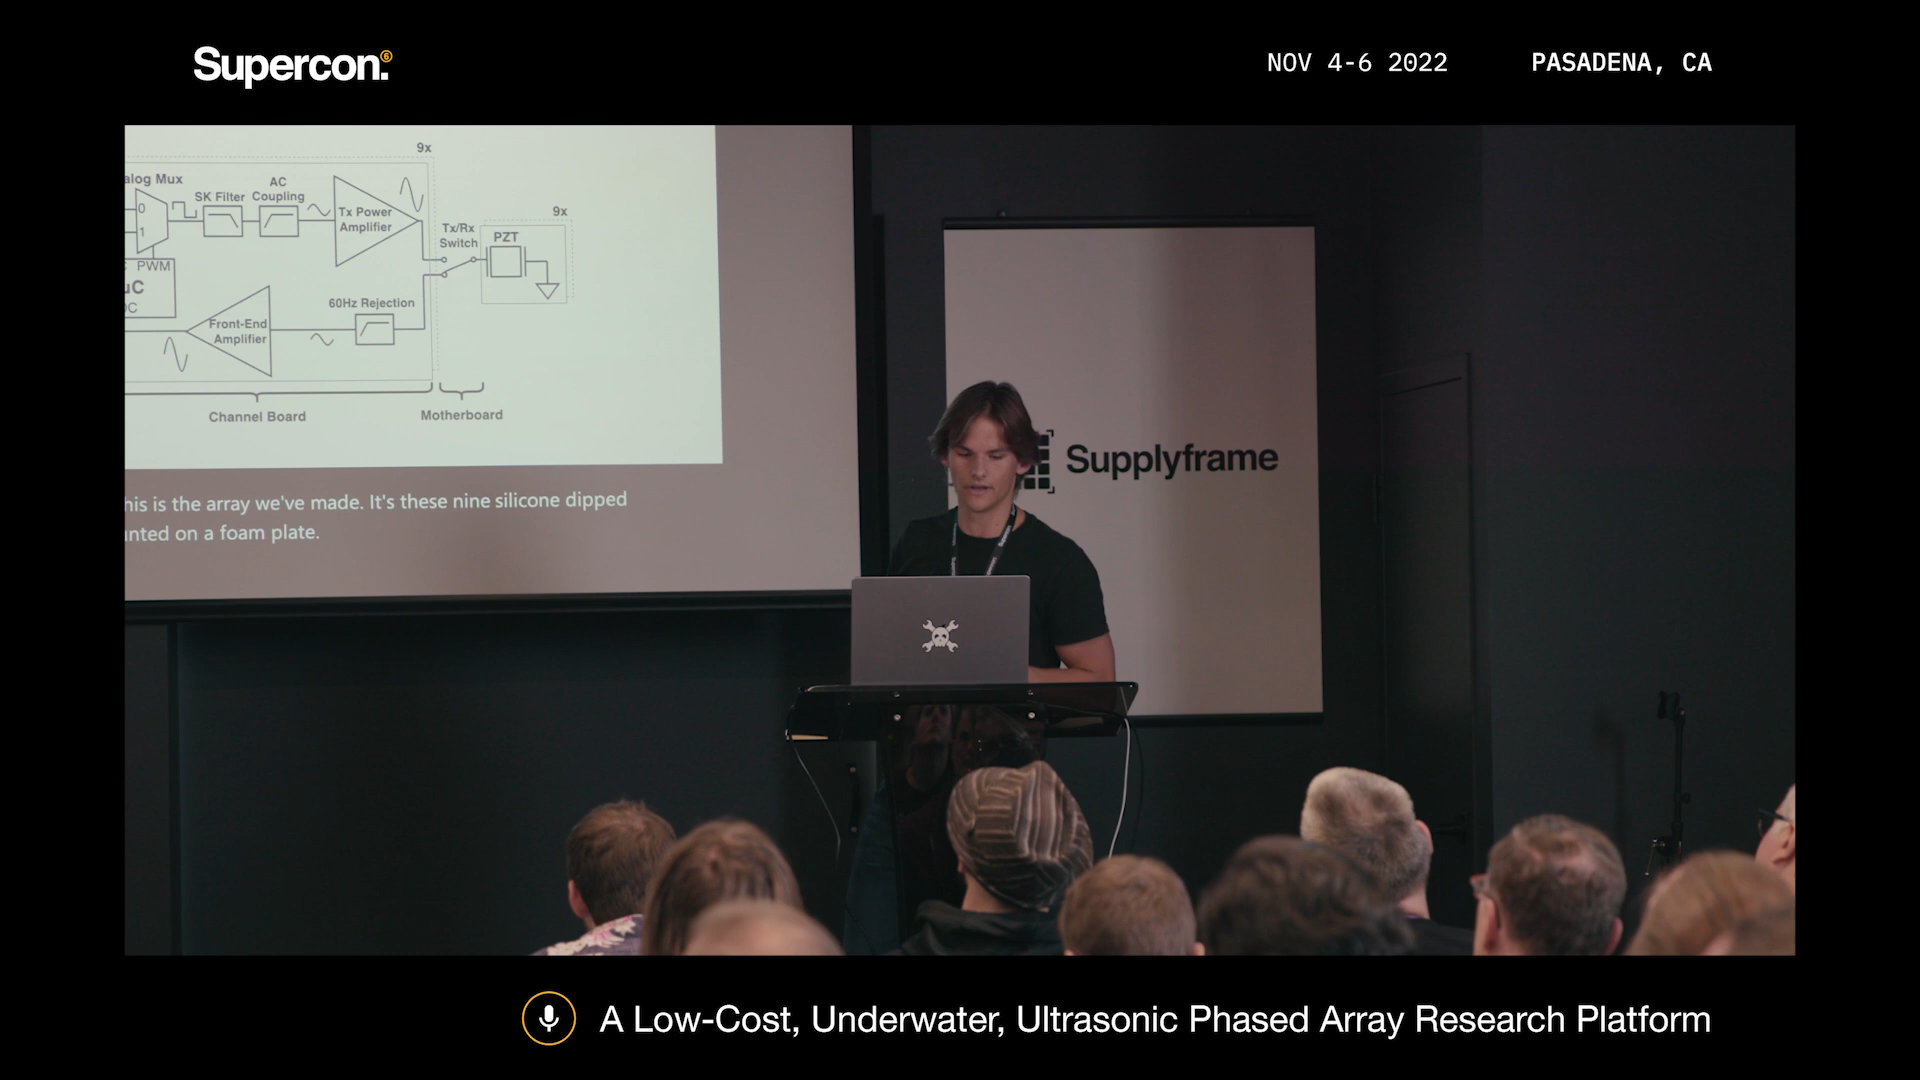 Supercon.6
NOV 4-6 2022
PASADENA, CA
9x
alog Mux
SK Filter
AC
Coupling
0
1
Tx Power
Amplifier
9x
Tx/Rx
Switch
PZT
PWM
µC
60Hz Rejection
Front-End
Amplifier
Channel Board
Motherboard
his is the array we've made. It's these nine silicone dipped
nted on a foam plate.
Supplyframe
A Low-Cost, Underwater, Ultrasonic Phased Array Research Platform